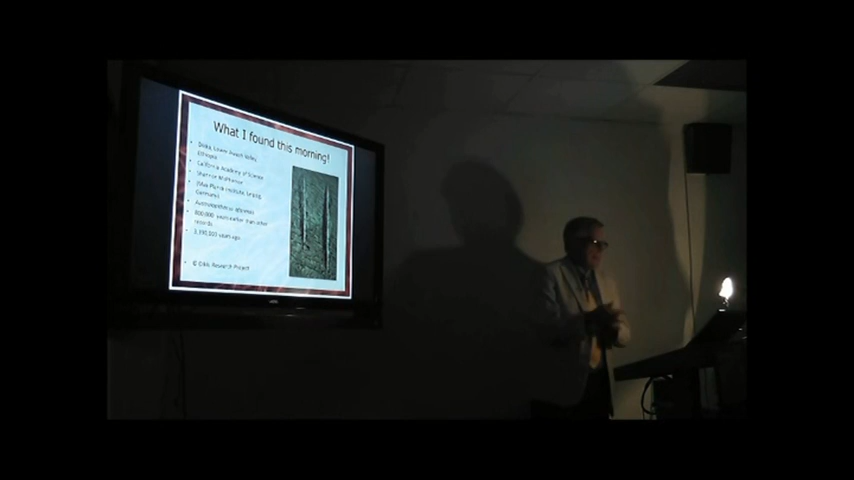 What I found this morning!
• Dikika, Lower Awash Valley,
Ethiopia
• California Academy of Science
• Shannon McPherron
• (Max Planck Institute, Leipzig,
Germany)
• Australopithecus afarensis
• 800,000 years earlier than other
records
• 3,390,000 years ago.
• © Dikik Research Project